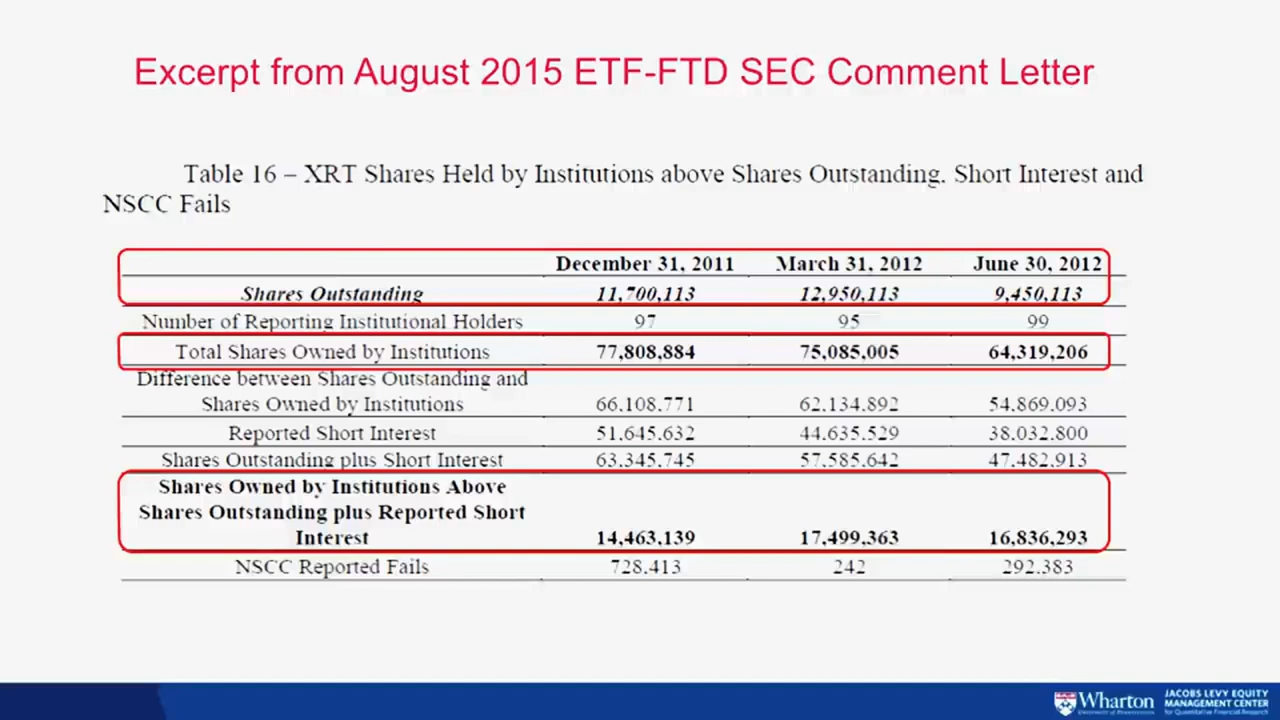 Excerpt from August 2015 ETF-FTD SEC Comment Letter
Table 16 – XRT Shares Held by Institutions above Shares Outstanding, Short Interest and
NSCC Fails
December 31, 2011 March 31, 2012 June 30, 2012
Shares Outstanding 11,700,113 12,950,113 9,450,113
Number of Reporting Institutional Holders 97 95 99
Total Shares Owned by Institutions 77,808,884 75,085,005 64,319,206
Difference between Shares Outstanding and
Shares Owned by Institutions 66,108,771 62,134,892 54,869,093
Reported Short Interest 51,645,632 44,635,529 38,032,800
Shares Outstanding plus Short Interest 63,345,745 57,585,642 47,482,913
Shares Owned by Institutions Above
Shares Outstanding plus Reported Short
Interest 14,463,139 17,499,363 16,836,293
NSCC Reported Fails 728,413 242 292,383
Wharton
University of Pennsylvania
JACOBS LEVY EQUITY
MANAGEMENT CENTER
for Quantitative Financial Research